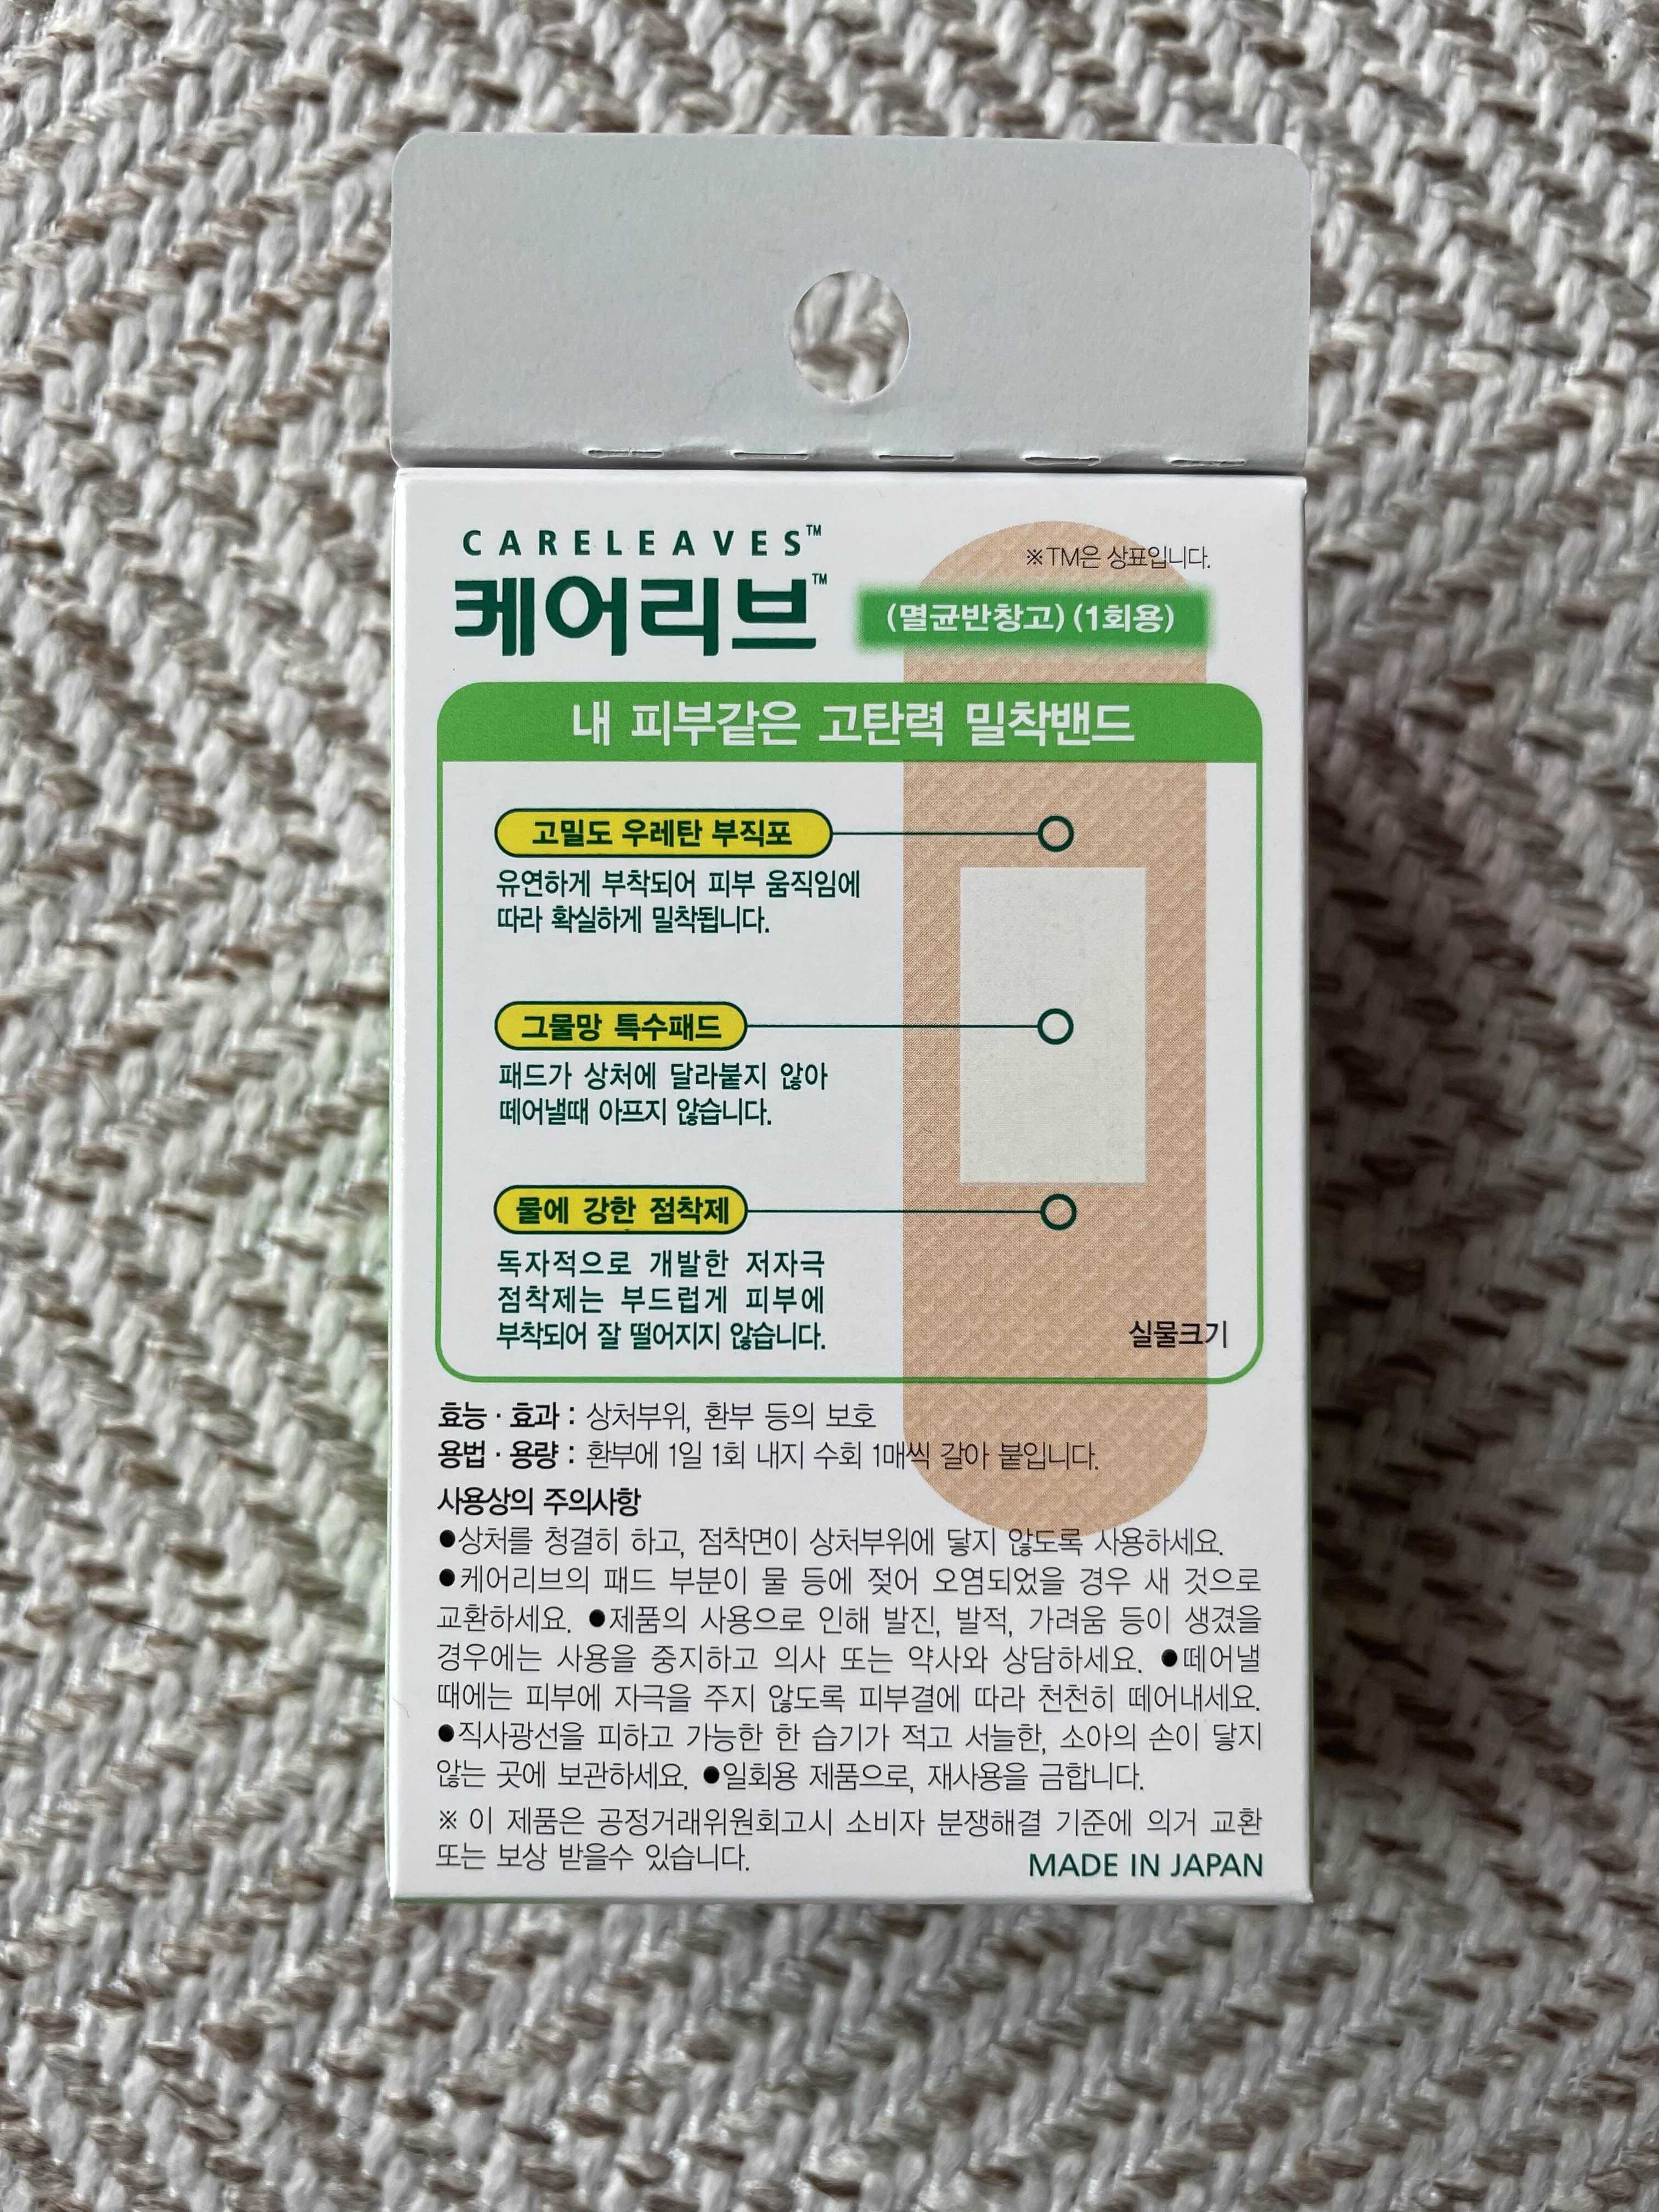 CARELEAVES™
※TM은 상표입니다.
케어리브™
(멸균반창고)(1회용)
내 피부같은 고탄력 밀착밴드
고밀도 우레탄 부직포
유연하게 부착되어 피부 움직임에
따라 확실하게 밀착됩니다.
그물망 특수패드
패드가 상처에 달라붙지 않아
떼어낼때 아프지 않습니다.
물에 강한 점착제
독자적으로 개발한 저자극
점착제는 부드럽게 피부에
부착되어 잘 떨어지지 않습니다.
실물크기
효능 · 효과 : 상처부위, 환부 등의 보호
용법 · 용량 : 환부에 1일 1회 내지 수회 1매씩 갈아 붙입니다.
사용상의 주의사항
●상처를 청결히 하고, 점착면이 상처부위에 닿지 않도록 사용하세요.
●케어리브의 패드 부분이 물 등에 젖어 오염되었을 경우 새 것으로
교환하세요. ●제품의 사용으로 인해 발진, 발적, 가려움 등이 생겼을
경우에는 사용을 중지하고 의사 또는 약사와 상담하세요. ●떼어낼
때에는 피부에 자극을 주지 않도록 피부결에 따라 천천히 떼어내세요.
●직사광선을 피하고 가능한 한 습기가 적고 서늘한, 소아의 손이 닿지
않는 곳에 보관하세요. ●일회용 제품으로, 재사용을 금합니다.
※ 이 제품은 공정거래위원회고시 소비자 분쟁해결 기준에 의거 교환
또는 보상 받을수 있습니다.
MADE IN JAPAN